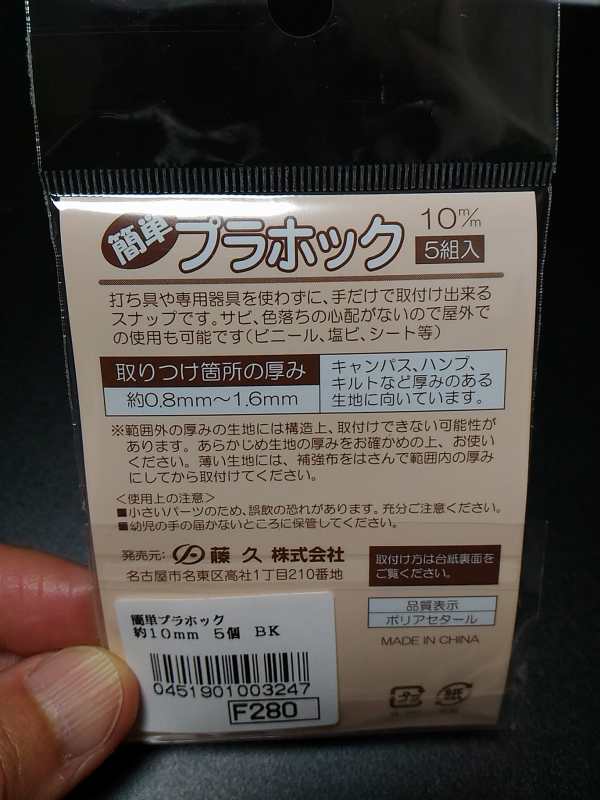 簡単
プラホック
10m/m
5組入
打ち具や専用器具を使わずに、手だけで取付け出来る
スナップです。サビ、色落ちの心配がないので屋外で
の使用も可能です(ビニール、塩ビ、シート等)
取りつけ箇所の厚み
約0.8mm～1.6mm
キャンバス、ハンプ、
キルトなど厚みのある
生地に向いています。
※範囲外の厚みの生地には構造上、取付けできない可能性が
あります。あらかじめ生地の厚みをお確かめの上、お使い
ください。薄い生地には、補強布をはさんで範囲内の厚み
にしてから取付けてください。
＜使用上の注意＞
■小さいパーツのため、誤飲の恐れがあります。充分ご注意ください。
■幼児の手の届かないところに保管してください。
発売元: 藤久 株式会社
名古屋市名東区高社1丁目210番地
取付け方は台紙裏面を
ご覧ください。
品質表示
ポリアセタール
MADE IN CHINA
簡単プラホック
約10mm 5個 BK
0451901003247
F280
プラ
紙